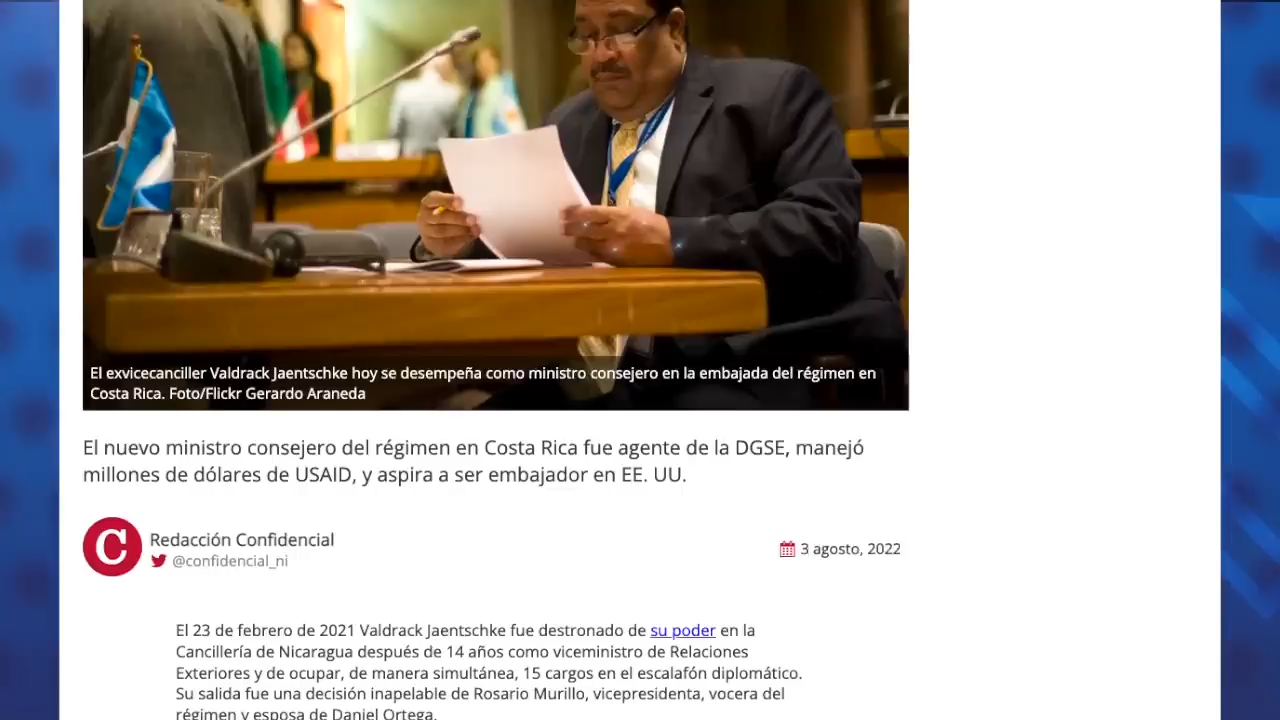 El exvicecanciller Valdrack Jaentschke hoy se desempeña como ministro consejero en la embajada del régimen en
Costa Rica. Foto/Flickr Gerardo Araneda
El nuevo ministro consejero del régimen en Costa Rica fue agente de la DGSE, manejó
millones de dólares de USAID, y aspira a ser embajador en EE. UU.
C
Redacción Confidencial
@confidencial_ni
3 agosto, 2022
El 23 de febrero de 2021 Valdrack Jaentschke fue destronado de su poder en la
Cancillería de Nicaragua después de 14 años como viceministro de Relaciones
Exteriores y de ocupar, de manera simultánea, 15 cargos en el escalafón diplomático.
Su salida fue una decisión inapelable de Rosario Murillo, vicepresidenta, vocera del
régimen y esposa de Daniel Ortega.